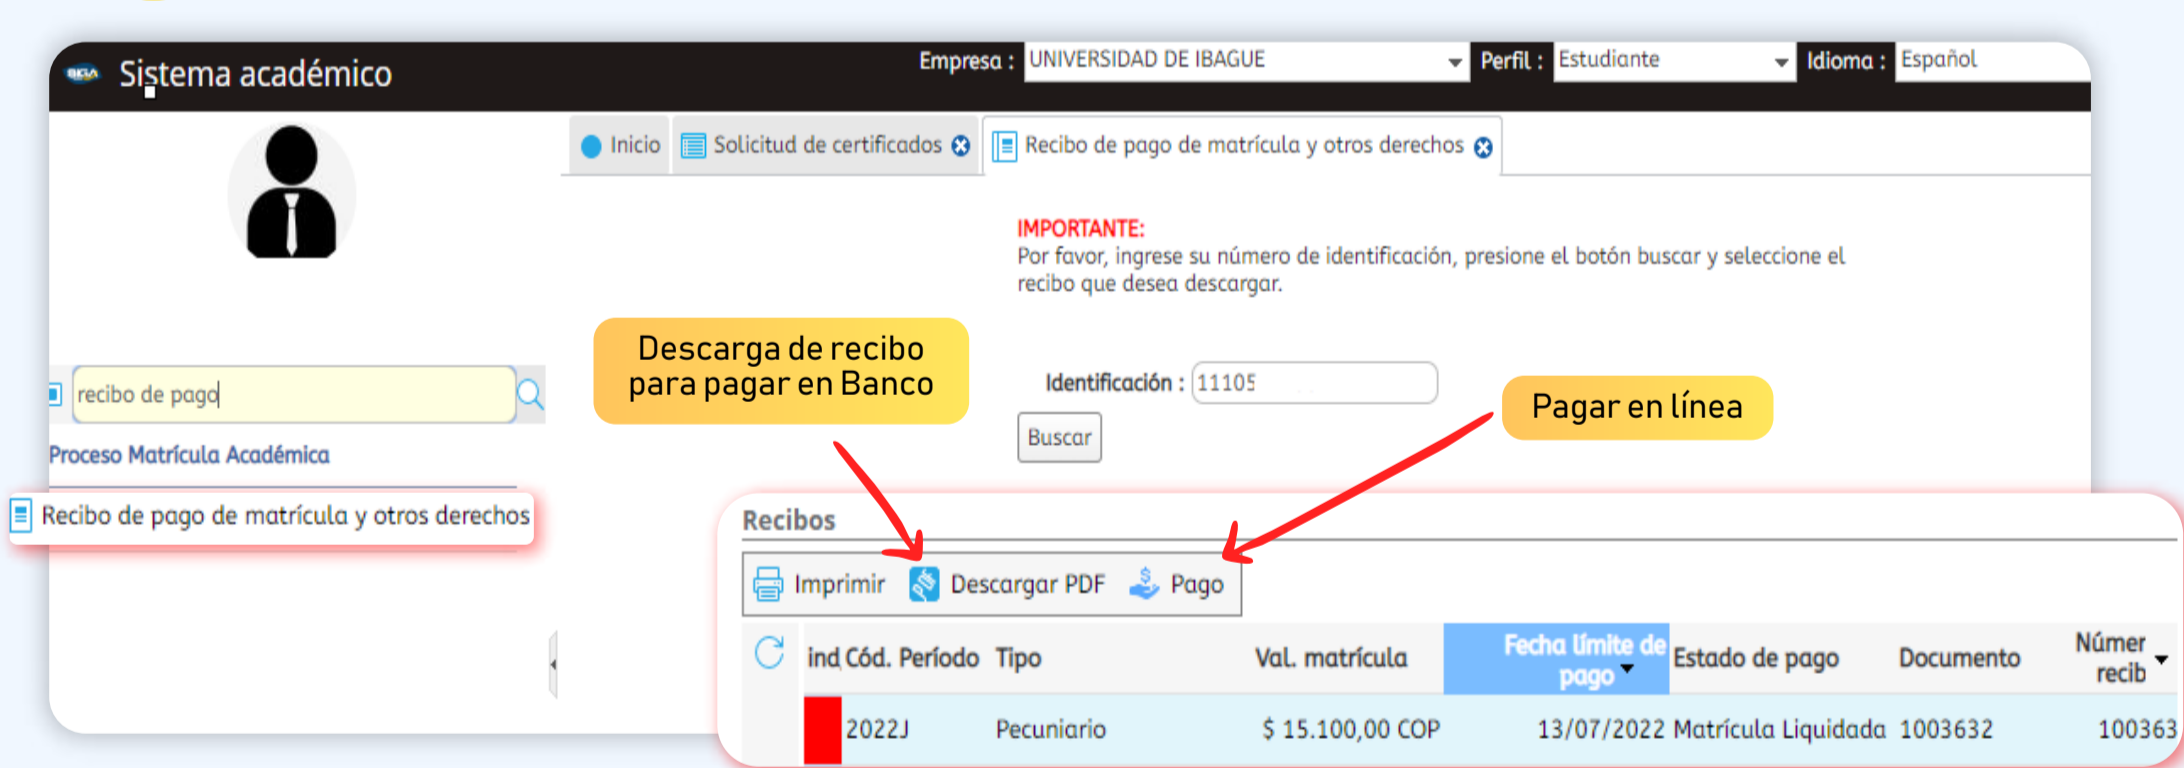 SIGA Sistema académico
Empresa : UNIVERSIDAD DE IBAGUE Perfil : Estudiante Idioma : Español
Inicio Solicitud de certificados Recibo de pago de matrícula y otros derechos
IMPORTANTE:
Por favor, ingrese su número de identificación, presione el botón buscar y seleccione el
recibo que desea descargar.
Descarga de recibo
para pagar en Banco
recibo de pago
Identificación : 11105
Pagar en línea
Buscar
Proceso Matrícula Académica
Recibo de pago de matrícula y otros derechos
Recibos
Imprimir Descargar PDF Pago
ind Cód. Período Tipo Val. matrícula Fecha límite de pago Estado de pago Documento Númer recib
2022J Pecuniario $ 15.100,00 COP 13/07/2022 Matrícula Liquidada 1003632 100363